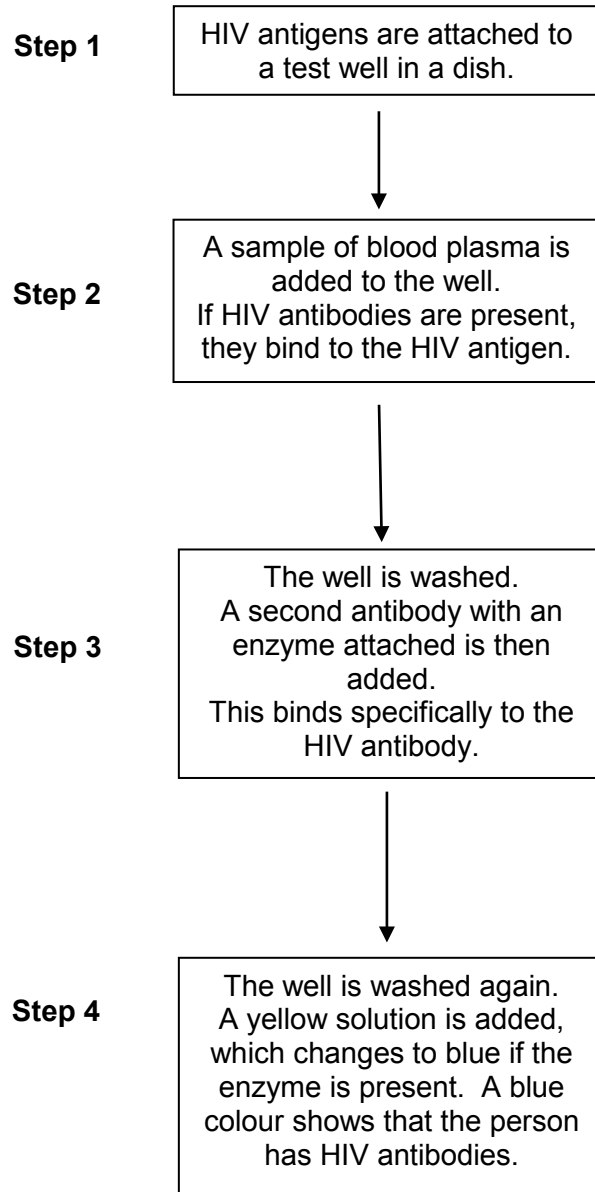 Step 1
HIV antigens are attached to
a test well in a dish.
Step 2
A sample of blood plasma is
added to the well.
If HIV antibodies are present,
they bind to the HIV antigen.
Step 3
The well is washed.
A second antibody with an
enzyme attached is then
added.
This binds specifically to the
HIV antibody.
Step 4
The well is washed again.
A yellow solution is added,
which changes to blue if the
enzyme is present.  A blue
colour shows that the person
has HIV antibodies.